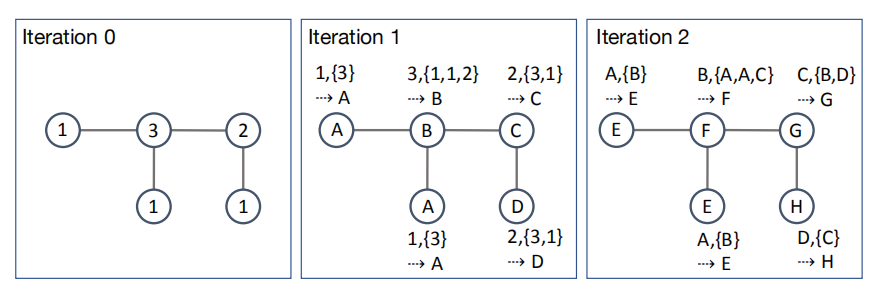 Iteration 0
1
3
2
1
1
Iteration 1
1,{3}
⇢ A
3,{1,1,2}
⇢ B
2,{3,1}
⇢ C
A
B
C
A
D
1,{3}
⇢ A
2,{3,1}
⇢ D
Iteration 2
A,{B}
⇢ E
B,{A,A,C}
⇢ F
C,{B,D}
⇢ G
E
F
G
E
H
A,{B}
⇢ E
D,{C}
⇢ H